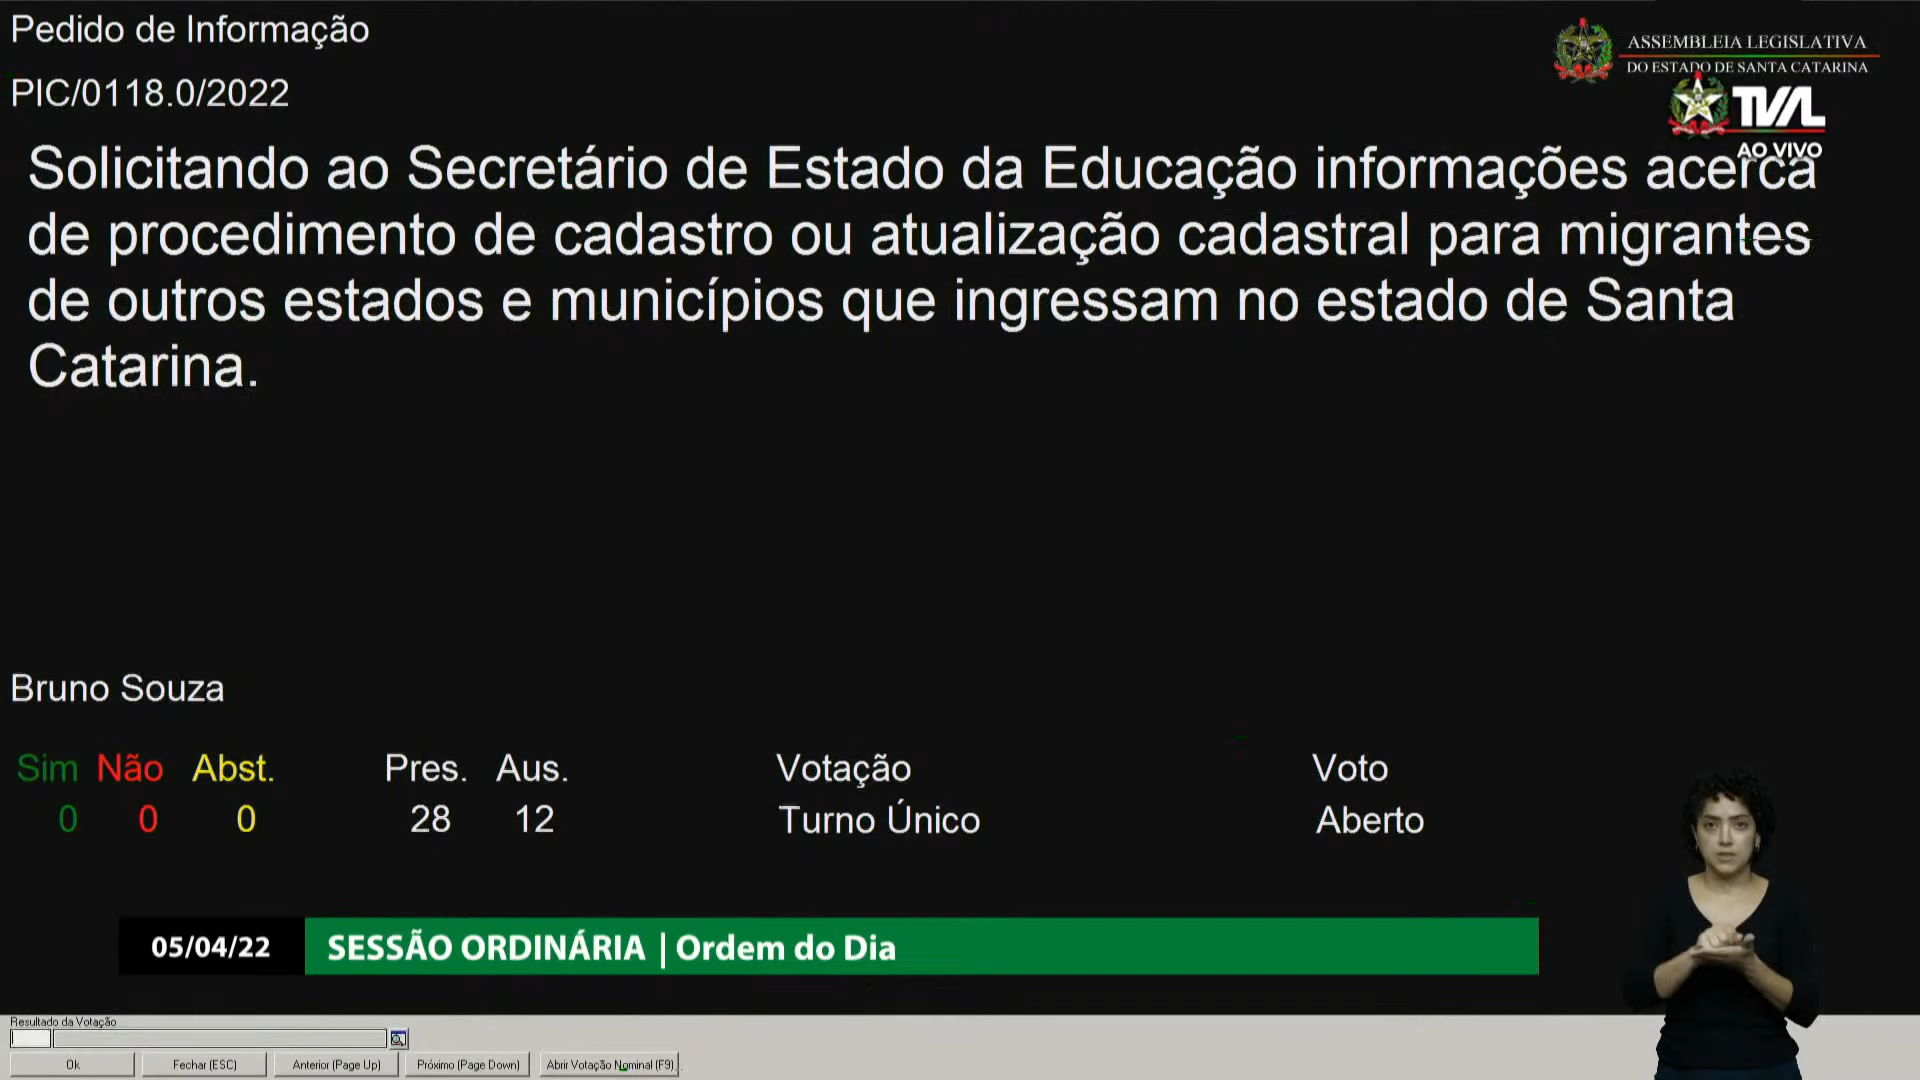 Pedido de Informação
PIC/0118.0/2022
ASSEMBLEIA LEGISLATIVA
DO ESTADO DE SANTA CATARINA
TVAL
AO VIVO
Solicitando ao Secretário de Estado da Educação informações acerca
de procedimento de cadastro ou atualização cadastral para migrantes
de outros estados e municípios que ingressam no estado de Santa
Catarina.
Bruno Souza
Sim Não Abst. Pres. Aus. Votação Voto
0 0 0 28 12 Turno Único Aberto
05/04/22 SESSÃO ORDINÁRIA | Ordem do Dia
Resultado da Votação
Ok Fechar (ESC) Anterior (Page Up) Próximo (Page Down) Abrir Votação Nominal (F9)